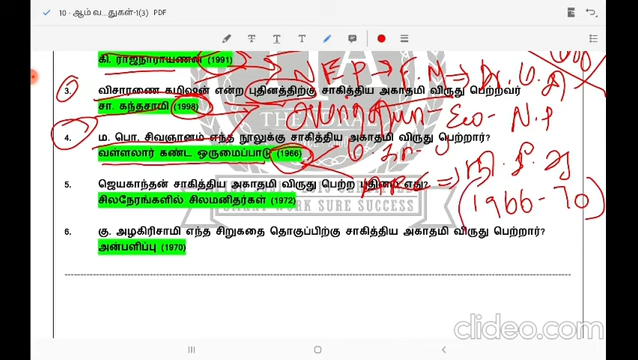 10 - ஆம் வ...துகள்-1(3) PDF
கி. ராஜநாராயணன் (1991)
N E P ⇒ F. M ⇒ Dr.
3. விசாரணை கமிஷன் என்ற புதினத்திற்கு சாகித்திய அகாதமி விருது பெற்றவர்
சா. கந்தசாமி (1998)
N. P
4. ம. பொ. சிவஞானம் எந்த நூலுக்கு சாகித்திய அகாதமி விருது பெற்றார்?
வள்ளலார் கண்ட ஒருமைப்பாடு (1966)
5. ஜெயகாந்தன் சாகித்திய அகாதமி விருது பெற்ற புதினம் எது?
சிலநேரங்களில் சிலமனிதர்கள் (1972)
(1966 - 70)
HARD WORK SURE SUCCESS
6. கு. அழகிரிசாமி எந்த சிறுகதை தொகுப்பிற்கு சாகித்திய அகாதமி விருது பெற்றார்?
அன்பளிப்பு (1970)
clideo.com